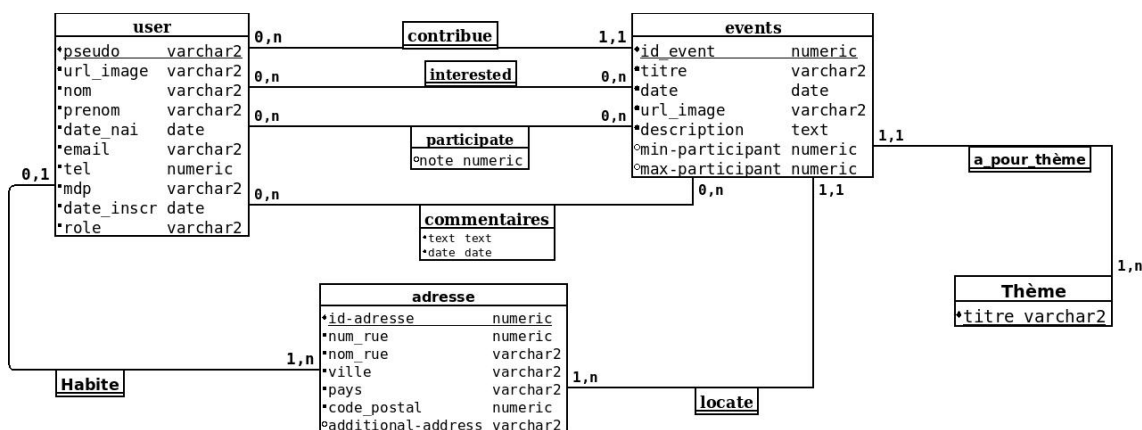 user
pseudo varchar2
url_image varchar2
nom varchar2
prenom varchar2
date_nai date
email varchar2
tel numeric
mdp varchar2
date_inscr date
role varchar2
0,n
contribue
1,1
0,n
interested
0,n
0,n
participate
note numeric
0,n
0,n
commentaires
text text
date date
0,n
events
id_event numeric
titre varchar2
date date
url_image varchar2
description text
min-participant numeric
max-participant numeric
1,1
a_pour_thème
1,n
Thème
titre varchar2
0,1
Habite
1,n
adresse
id-adresse numeric
num_rue numeric
nom_rue varchar2
ville varchar2
pays varchar2
code_postal numeric
additional-address varchar2
1,n
locate
1,1